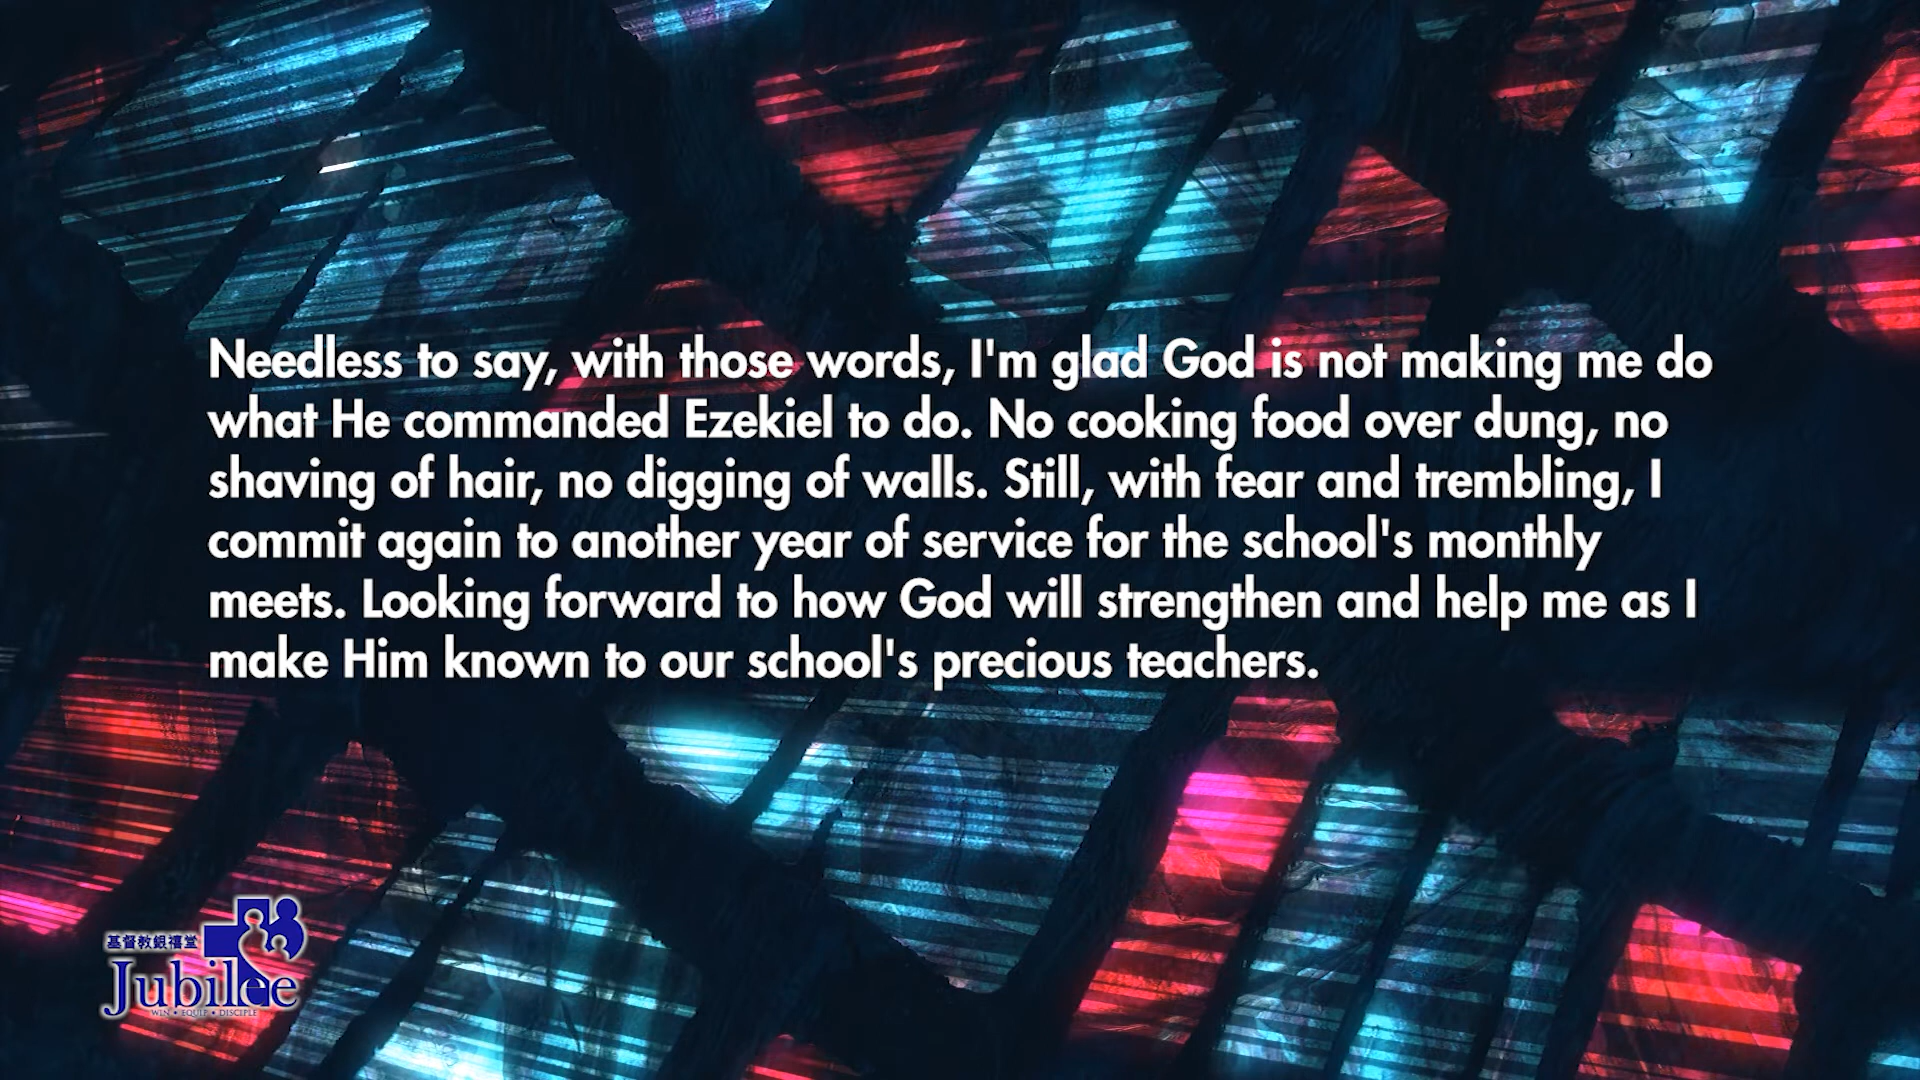 Needless to say, with those words, I'm glad God is not making me do
what He commanded Ezekiel to do. No cooking food over dung, no
shaving of hair, no digging of walls. Still, with fear and trembling, I
commit again to another year of service for the school's monthly
meets. Looking forward to how God will strengthen and help me as I
make Him known to our school's precious teachers.
基督教銀禧堂
Jubilee
WIN • EQUIP • DISCIPLE